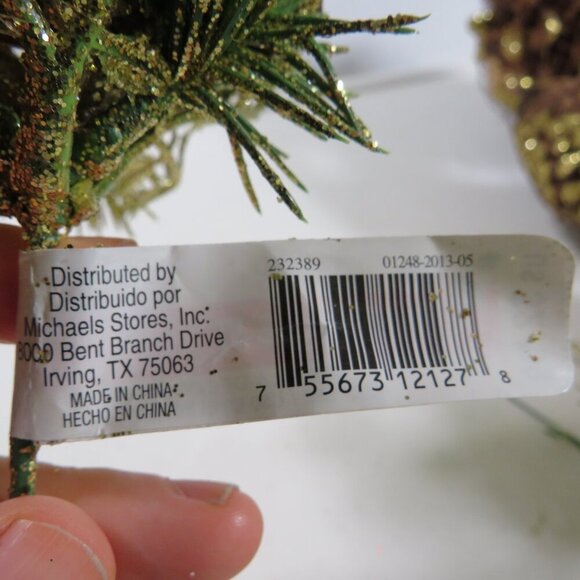 Distributed by
Distribuido por
Michaels Stores, Inc.
8000 Bent Branch Drive
Irving, TX 75063
MADE IN CHINA
HECHO EN CHINA
232389 01248-2013-05
7 55673 12127 8